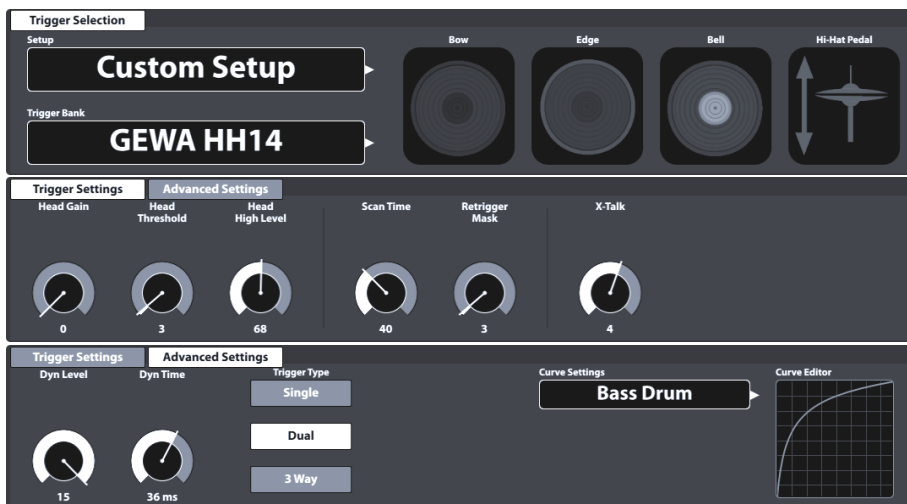 Trigger Selection
Setup
Custom Setup
Bow
Edge
Bell
Hi-Hat Pedal
Trigger Bank
GEWA HH14
Trigger Settings
Advanced Settings
Head Gain
Head
Threshold
Head
High Level
Scan Time
Retrigger
Mask
X-Talk
0
3
68
40
3
4
Trigger Settings
Advanced Settings
Dyn Level
Dyn Time
Trigger Type
Single
Dual
3 Way
Curve Settings
Bass Drum
Curve Editor
15
36 ms